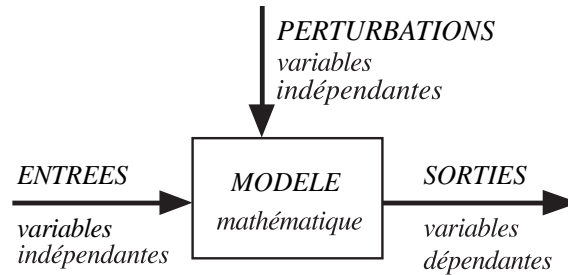 PERTURBATIONS
variables
indépendantes
ENTREES
variables
indépendantes
MODELE
mathématique
SORTIES
variables
dépendantes